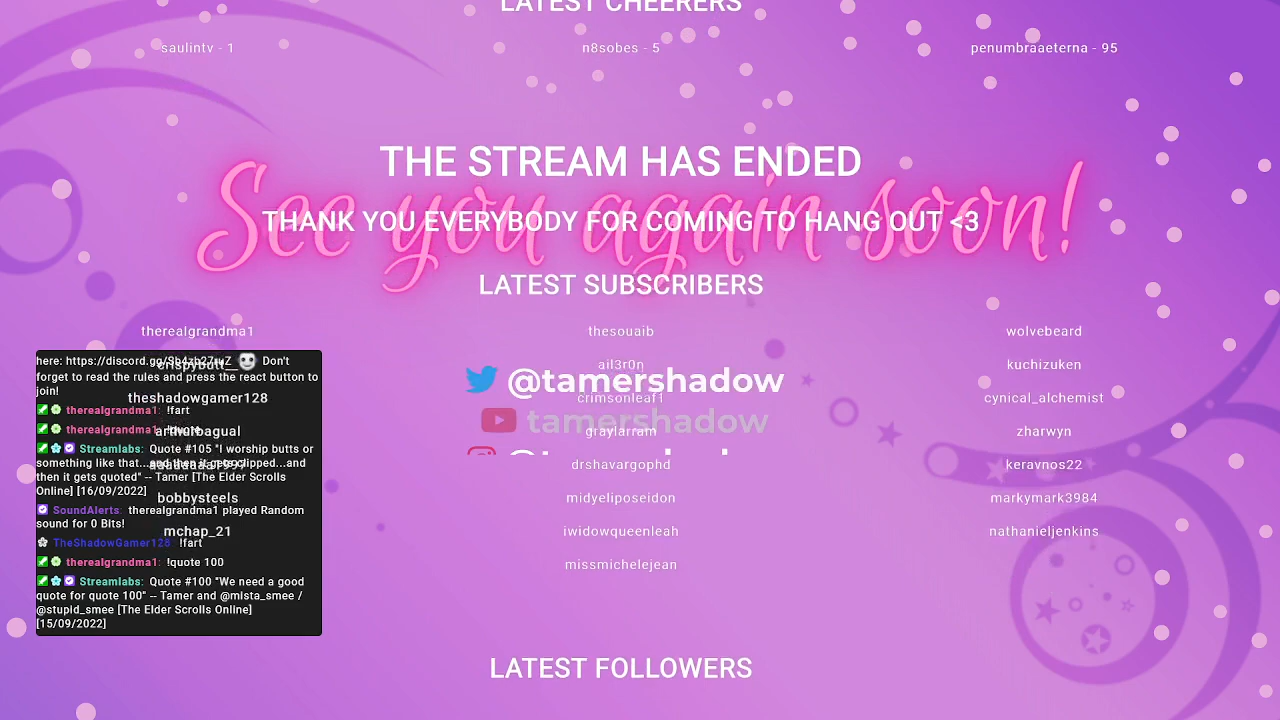 LATEST CHEERERS
saulintv - 1
n8sobes - 5
penumbraaeterna - 95
THE STREAM HAS ENDED
See you again soon!
THANK YOU EVERYBODY FOR COMING TO HANG OUT <3
LATEST SUBSCRIBERS
therealgrandma1
thesouaib
wolvebeard
crispybutt__
ail3r0n
kuchizuken
theshadowgamer128
crimsonleaf1
cynical_alchemist
arthurbagual
graylarram
zharwyn
drshavargophd
keravnos22
bobbysteels
midyeliposeidon
markymark3984
mchap_21
iwidowqueenleah
nathanieljenkins
missmichelejean
@tamershadow
tamershadow
here: Don't
forget to read the rules and press the react button to
join!
therealgrandma1: !fart
therealgrandma1:
Streamlabs: Quote #105 "I worship butts or
something like that...and then it gets clipped...and
then it gets quoted" -- Tamer [The Elder Scrolls
Online] [16/09/2022]
SoundAlerts: therealgrandma1 played Random
sound for 0 Bits!
TheShadowGamer128: !fart
therealgrandma1: !quote 100
Streamlabs: Quote #100 "We need a good
quote for quote 100" -- Tamer and @mista_smee /
@stupid_smee [The Elder Scrolls Online]
[15/09/2022]
LATEST FOLLOWERS